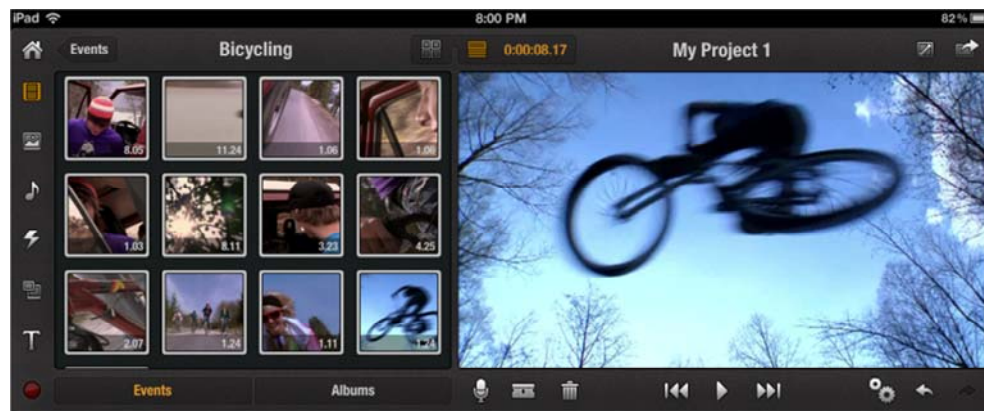 iPad 8:00 PM 82%
Events Bicycling 0:00:08.17 My Project 1
8.05 11.24 1.06 1.06
1.03 8.11 3.23 4.25
2.07 1.24 1.11 1.24
T
Events Albums